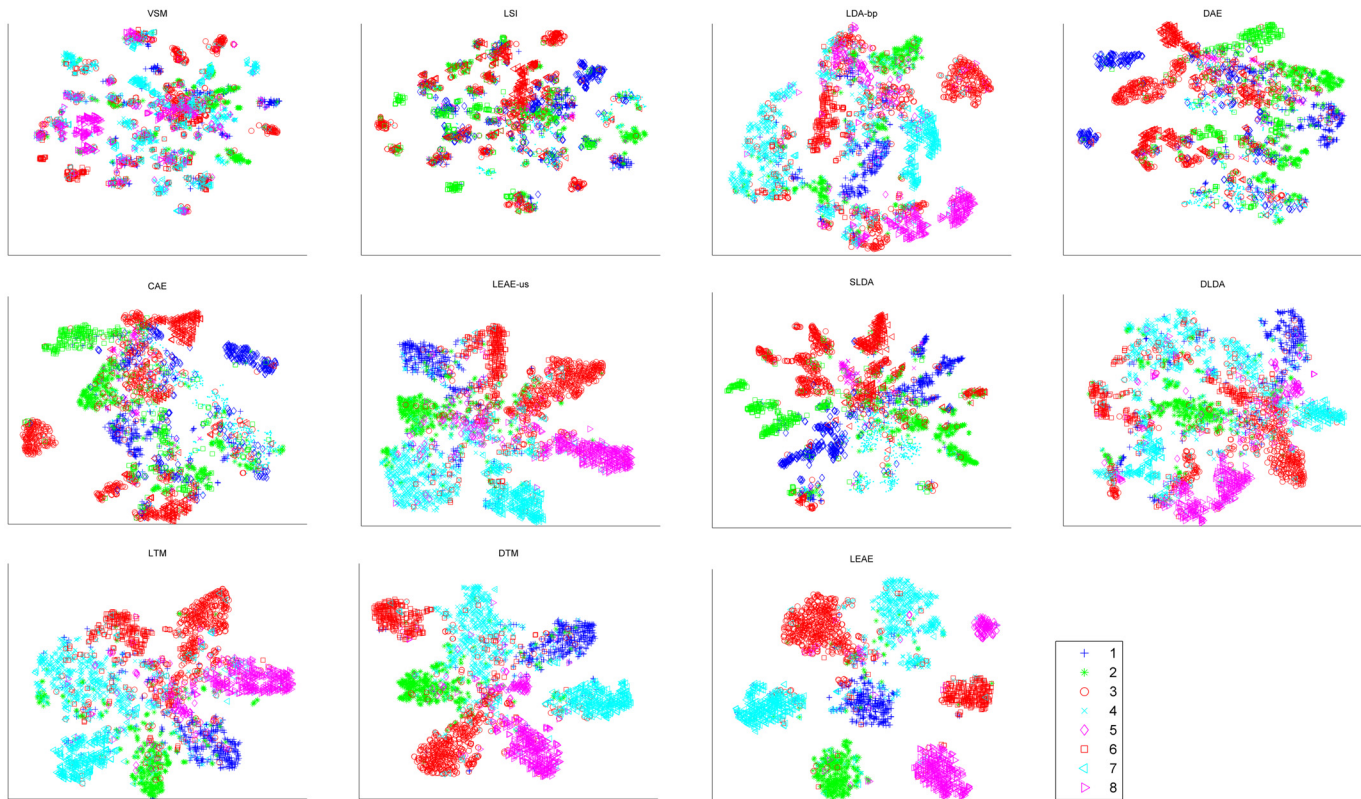 VSM
LSI
LDA-bp
DAE
CAE
LEAE-us
SLDA
DLDA
LTM
DTM
LEAE
1
2
3
4
5
6
7
8